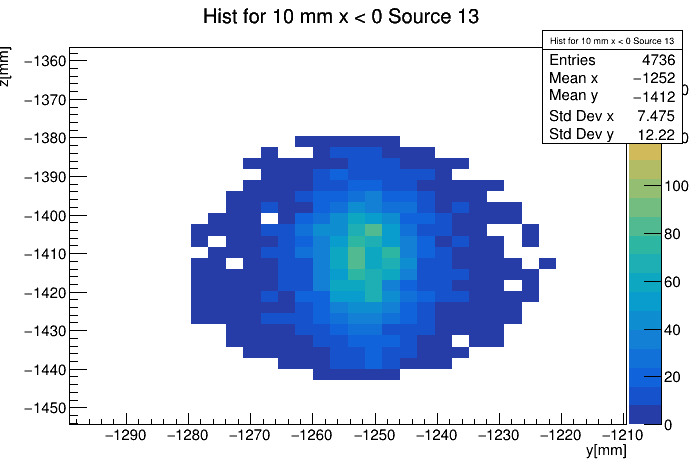 Hist for 10 mm x < 0 Source 13
Hist for 10 mm x < 0 Source 13
Entries 4736
Mean x −1252
Mean y −1412
Std Dev x 7.475
Std Dev y 12.22
z[mm]
−1360
−1370
−1380
−1390
−1400
−1410
−1420
−1430
−1440
−1450
−1290
−1280
−1270
−1260
−1250
−1240
−1230
−1220
−1210
y[mm]
100
80
60
40
20
0